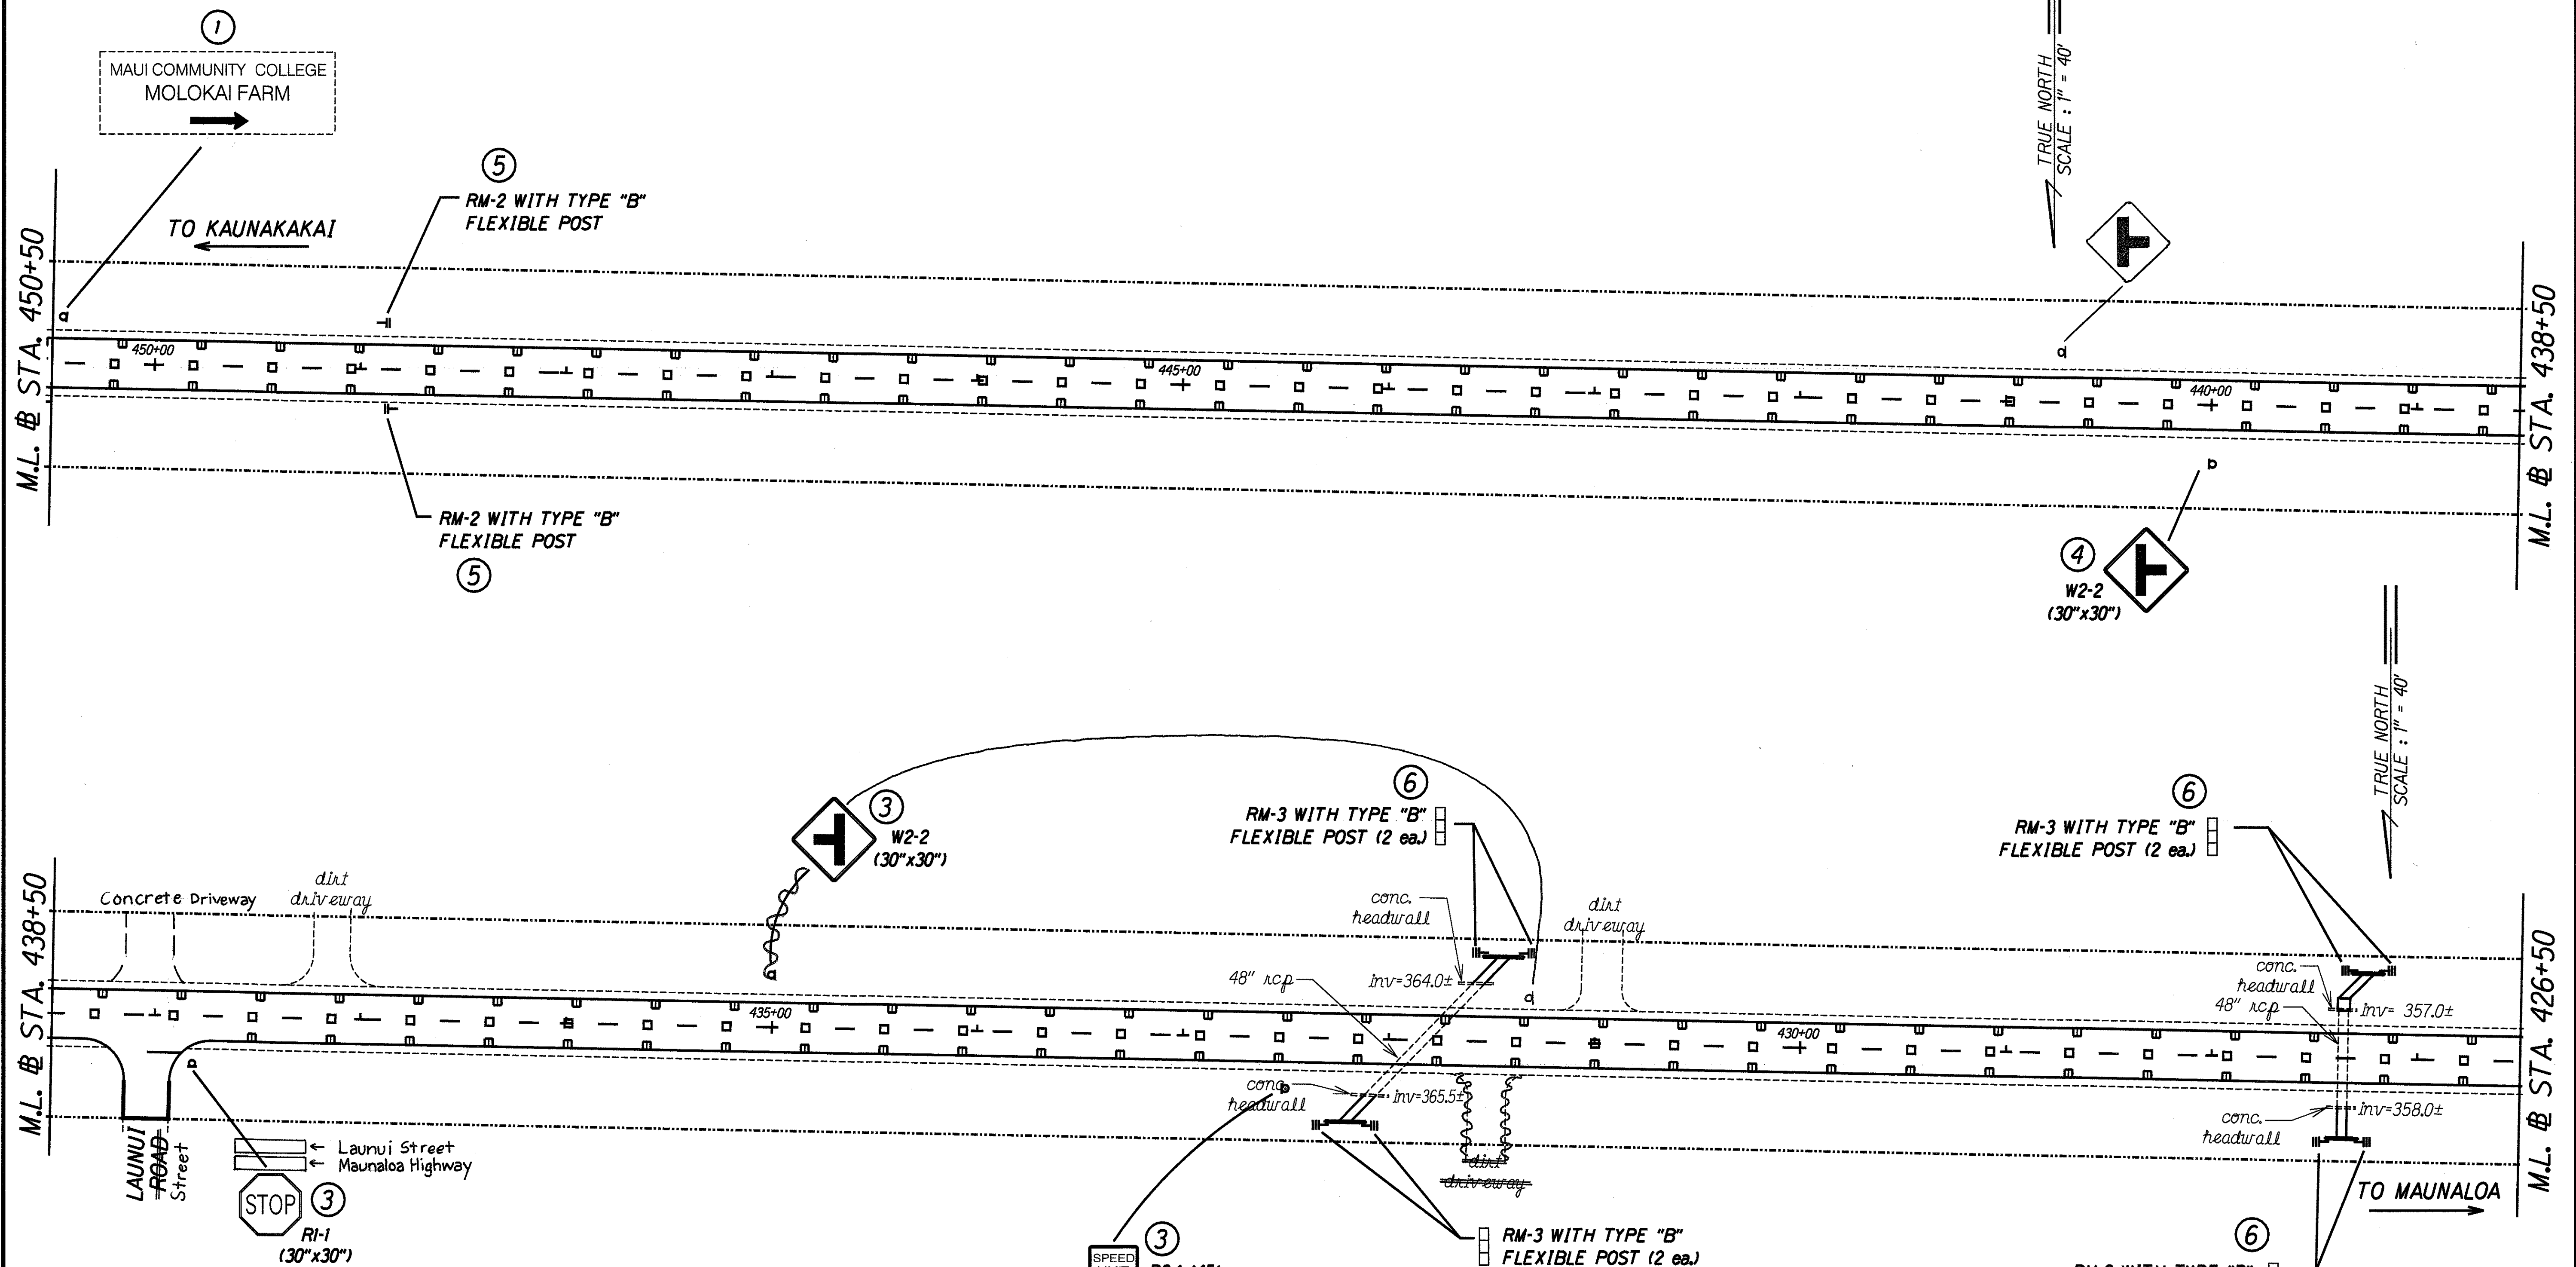 1
MAUI COMMUNITY COLLEGE
MOLOKAI FARM
5
RM-2 WITH TYPE "B"
FLEXIBLE POST
TO KAUNAKAKAI
TRUE NORTH
SCALE : 1" = 40'
M.L. ⅊ STA. 450+50
450+00
445+00
440+00
M.L. ⅊ STA. 438+50
RM-2 WITH TYPE "B"
FLEXIBLE POST
5
4
W2-2
(30"x30")
TRUE NORTH
SCALE : 1" = 40'
3
W2-2
(30"x30")
6
RM-3 WITH TYPE "B"
FLEXIBLE POST (2 ea.)
6
RM-3 WITH TYPE "B"
FLEXIBLE POST (2 ea.)
M.L. ⅊ STA. 438+50
Concrete Driveway
dirt
driveway
conc.
headwall
dirt
driveway
48" rcp
inv=364.0±
conc.
headwall
48" rcp
inv= 357.0±
435+00
430+00
M.L. ⅊ STA. 426+50
conc.
headwall
inv=365.5±
conc.
headwall
inv=358.0±
dirt
driveway
LAUNUI
ROAD
Street
Launui Street
Maunaloa Highway
STOP
3
R1-1
(30"x30")
TO MAUNALOA
3
SPEED
RM-3 WITH TYPE "B"
FLEXIBLE POST (2 ea.)
6